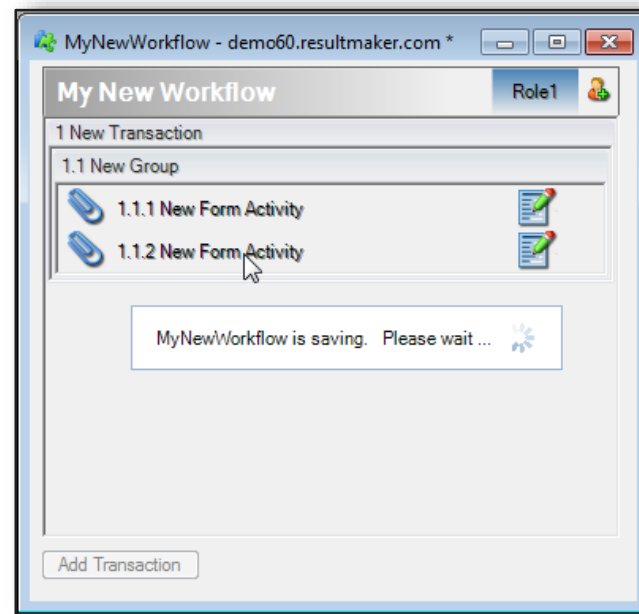 MyNewWorkflow - demo60.resultmaker.com *
My New Workflow Role1
1 New Transaction
1.1 New Group
1.1.1 New Form Activity
1.1.2 New Form Activity
MyNewWorkflow is saving. Please wait ...
Add Transaction